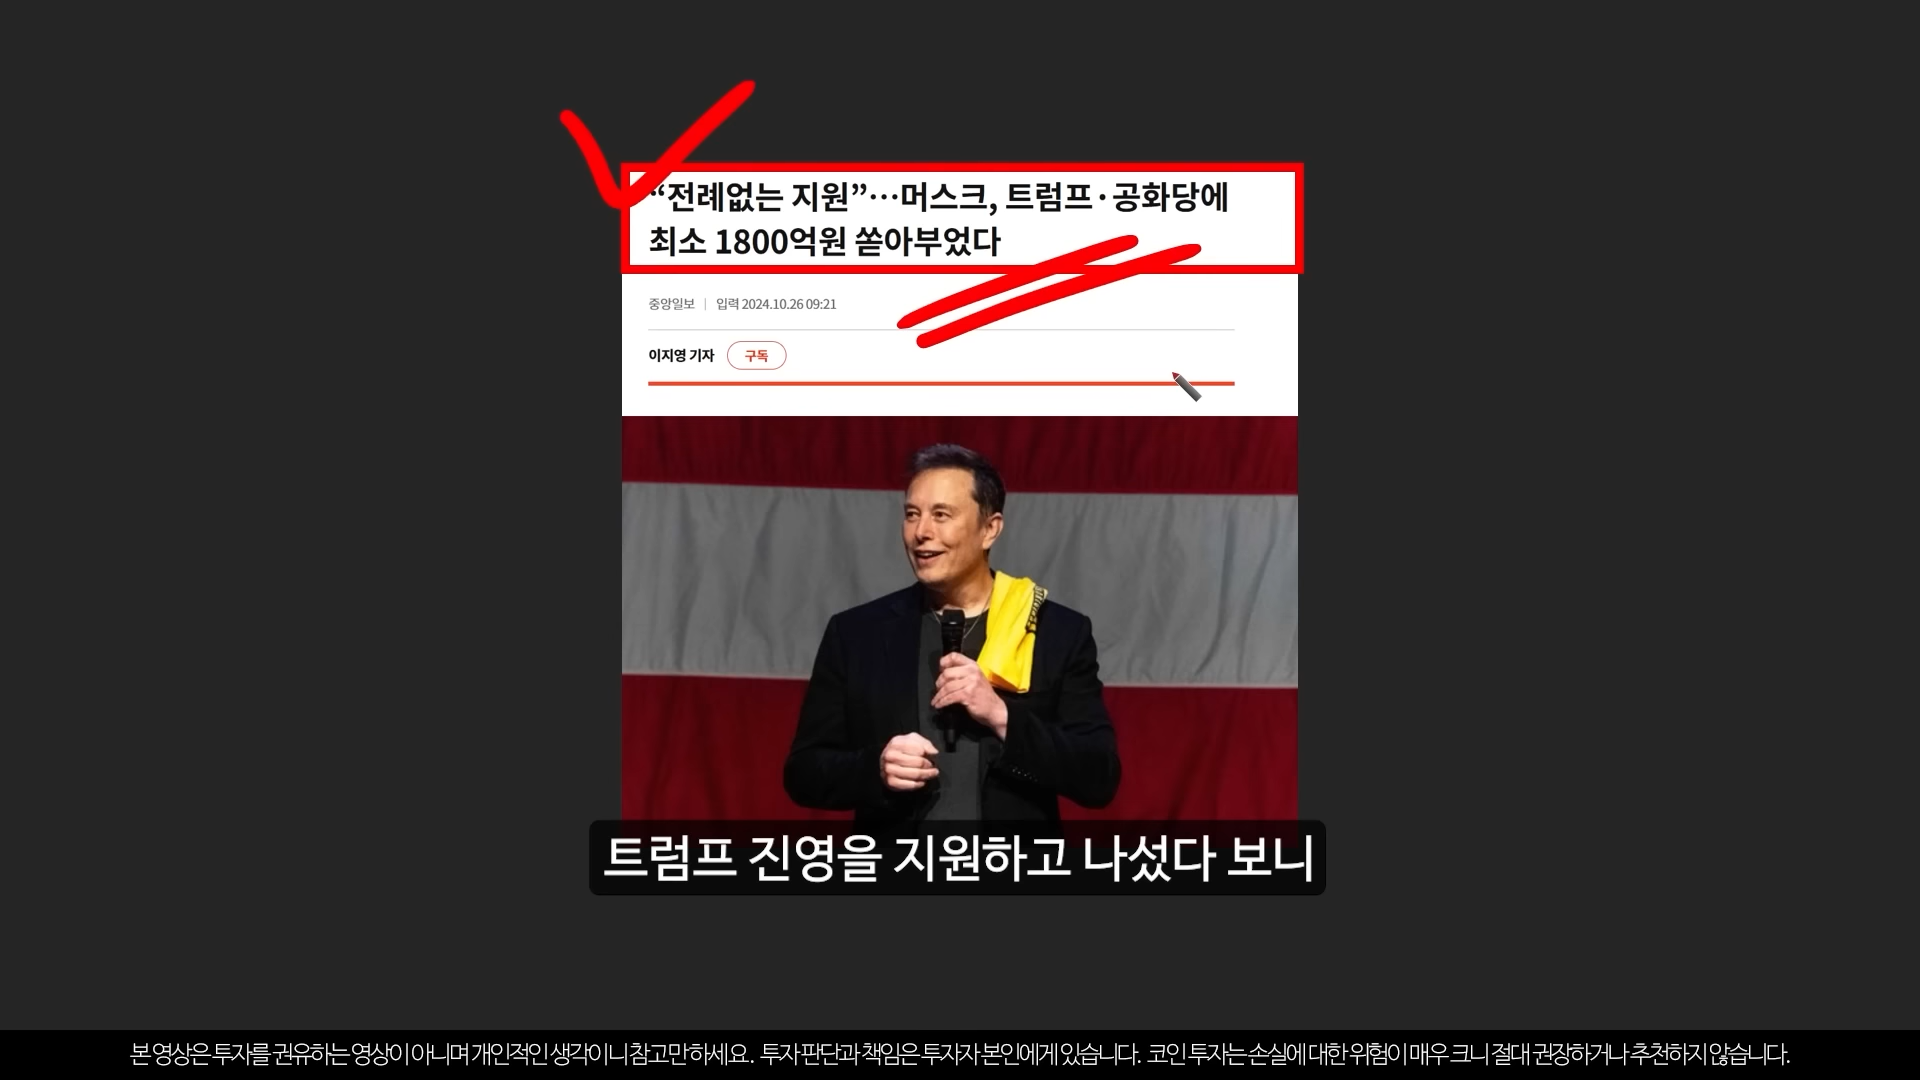 “전례없는 지원”…머스크, 트럼프·공화당에
최소 1800억원 쏟아부었다
중앙일보 | 입력 2024.10.26 09:21
이지영 기자 구독
트럼프 진영을 지원하고 나섰다 보니
본 영상은 투자를 권유하는 영상이 아니며 개인적인 생각이니 참고만 하세요. 투자 판단과 책임은 투자자 본인에게 있습니다. 코인 투자는 손실에 대한 위험이 매우 크니 절대 권장하거나 추천하지 않습니다.